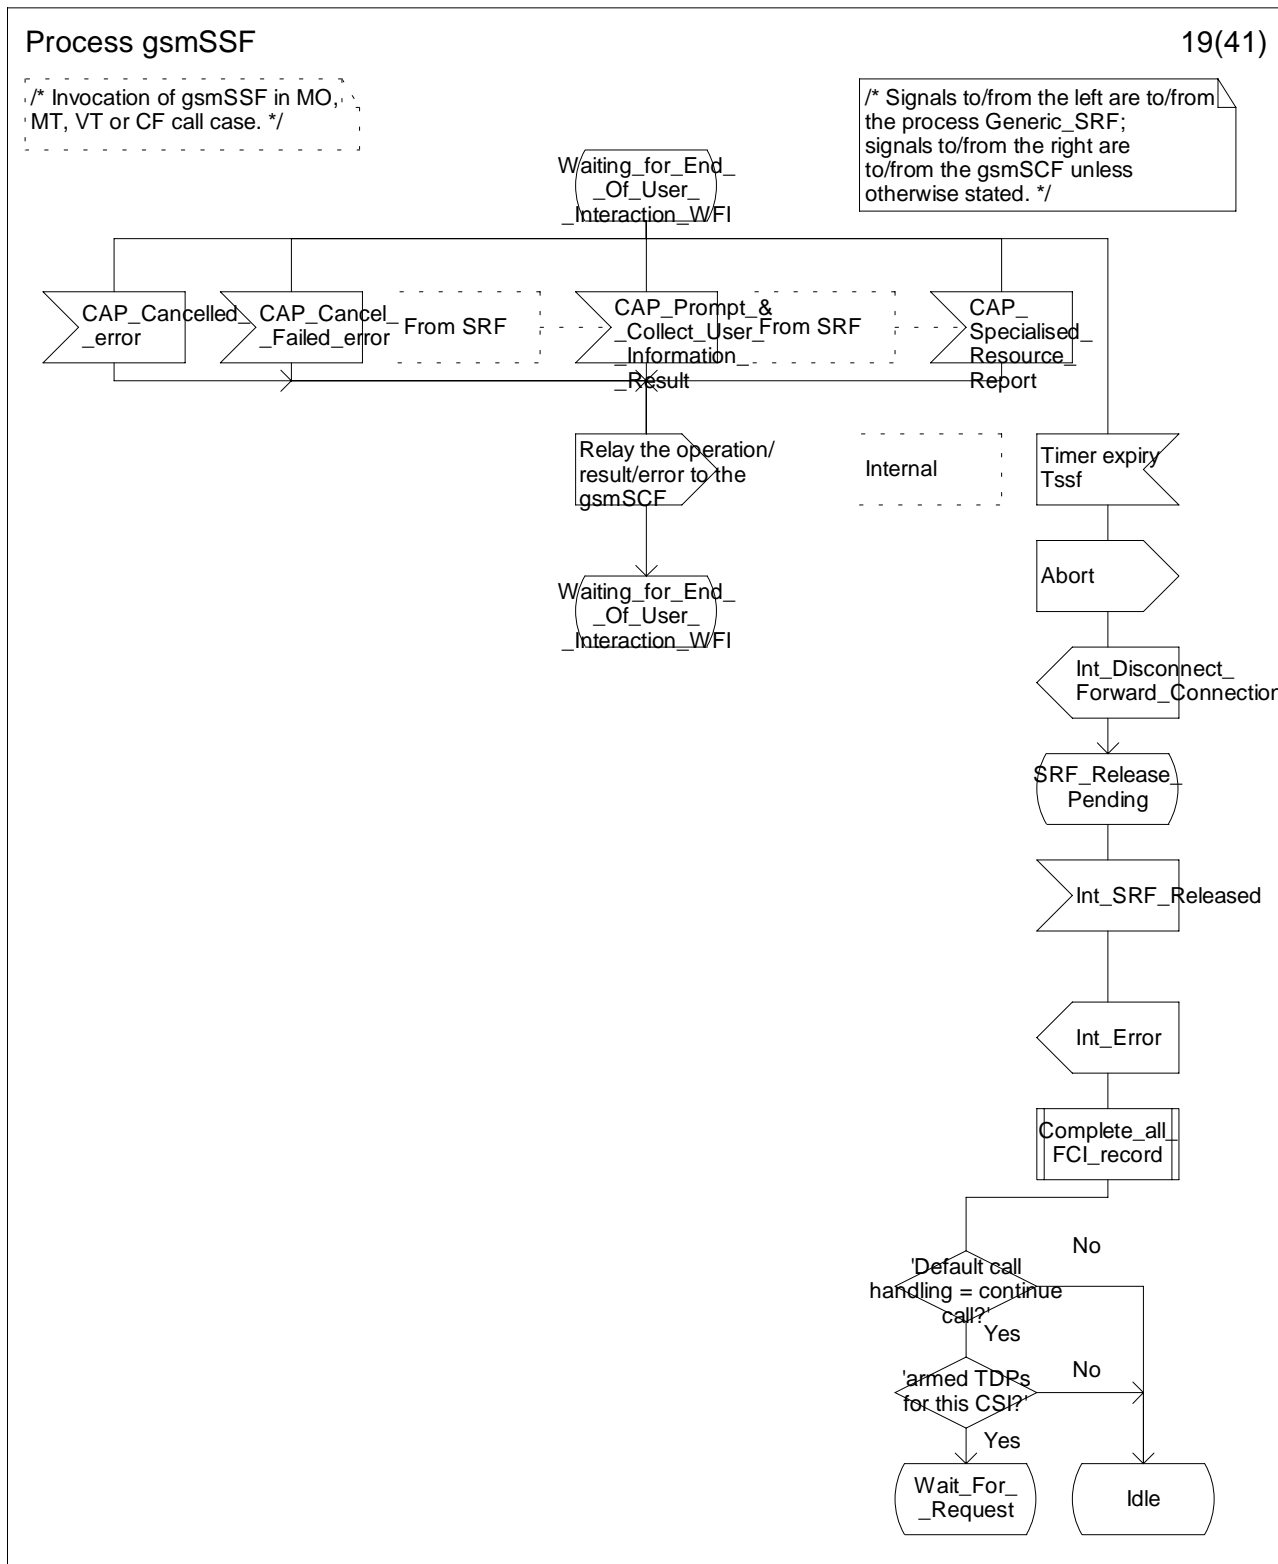 Process gsmSSF
19(41)
/* Invocation of gsmSSF in MO,
MT, VT or CF call case. */
/* Signals to/from the left are to/from
the process Generic_SRF;
signals to/from the right are
to/from the gsmSCF unless
otherwise stated. */
Waiting_for_End_
_Of_User_
_Interaction_WFI
CAP_Cancelled_
_error
CAP_Cancel_
_Failed_error
From SRF
CAP_Prompt_&
_Collect_User_
_Information_
_Result
From SRF
CAP_
Specialised_
_Resource_
_Report
Relay the operation/
result/error to the
gsmSCF
Internal
Timer expiry
Tssf
Waiting_for_End_
_Of_User_
_Interaction_WFI
Abort
Int_Disconnect_
Forward_Connection
SRF_Release_
Pending
Int_SRF_Released
Int_Error
Complete_all_
FCI_record
No
'Default call
handling = continue
call?'
Yes
'armed TDPs
for this CSI?'
No
Yes
Wait_For_
_Request
Idle